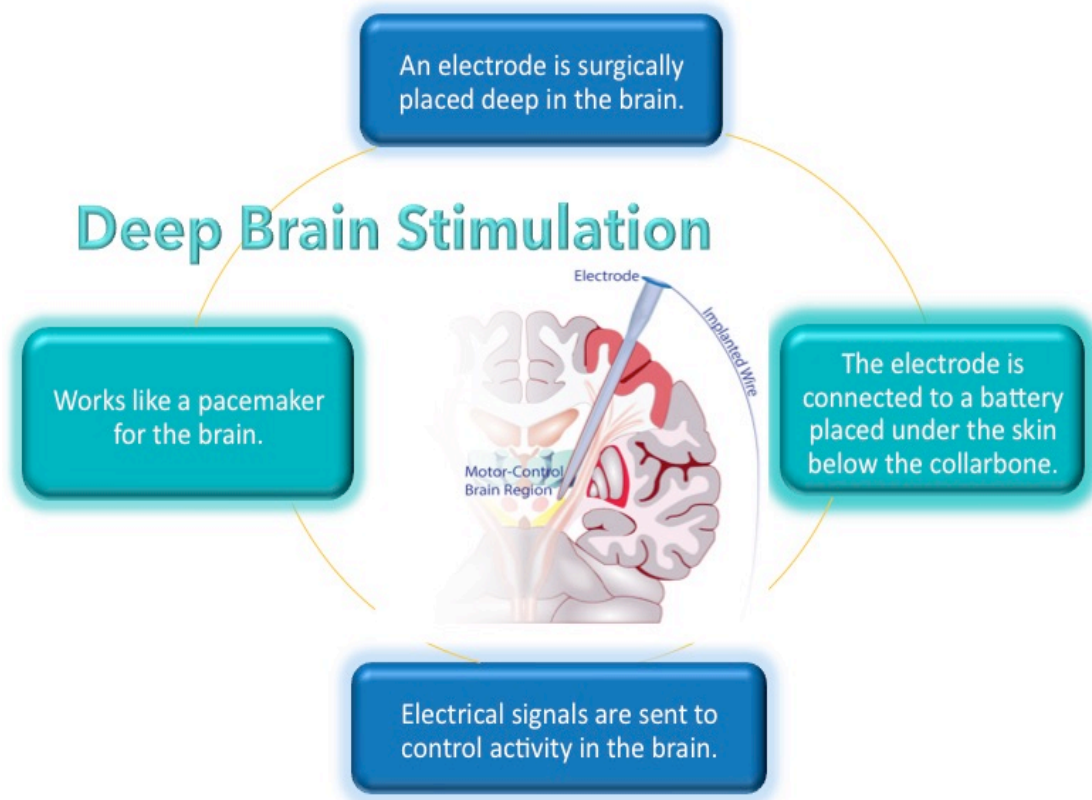 An electrode is surgically
placed deep in the brain.
Deep Brain Stimulation
Electrode
Implanted Wire
Works like a pacemaker
for the brain.
Motor-Control
Brain Region
The electrode is
connected to a battery
placed under the skin
below the collarbone.
Electrical signals are sent to
control activity in the brain.